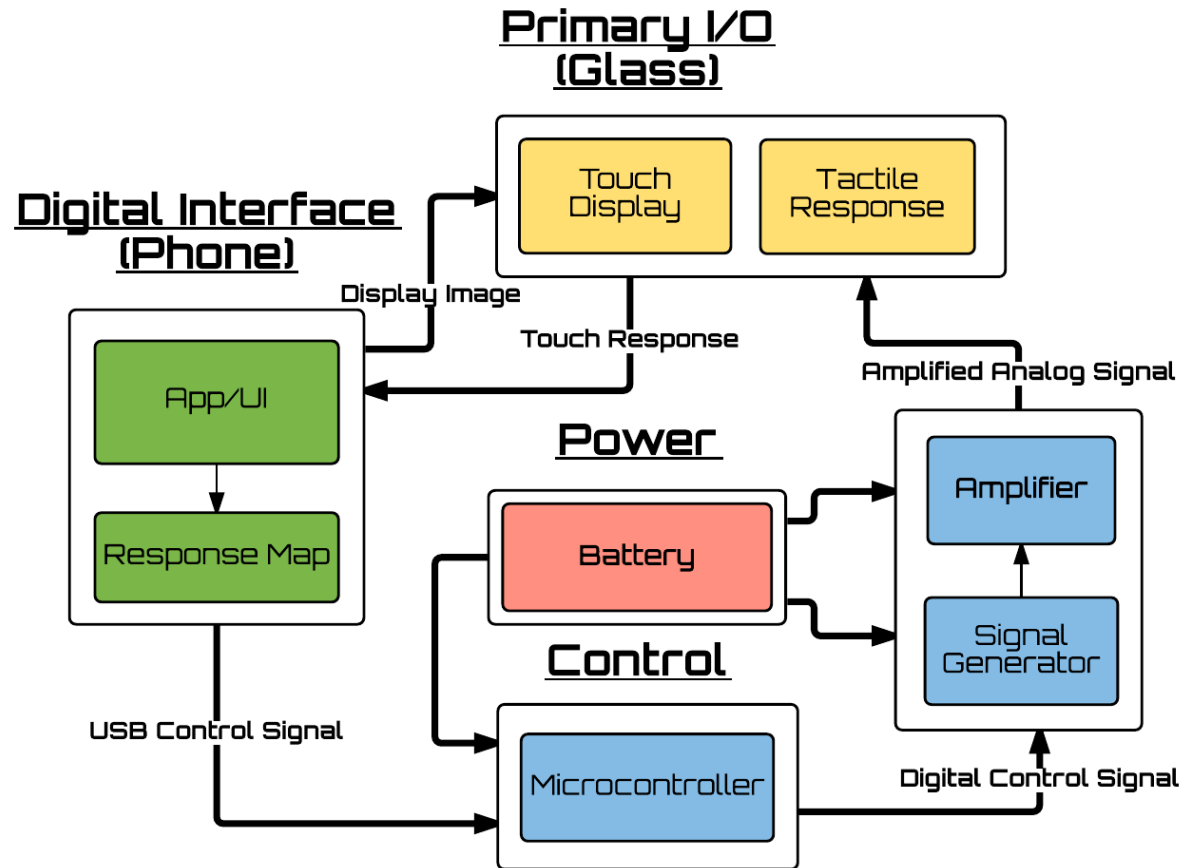 Primary I/O
(Glass)
Touch
Display
Tactile
Response
Digital Interface
(Phone)
Display Image
Touch Response
App/UI
Response Map
Amplified Analog Signal
Power
Battery
Amplifier
Signal
Generator
Control
USB Control Signal
Microcontroller
Digital Control Signal